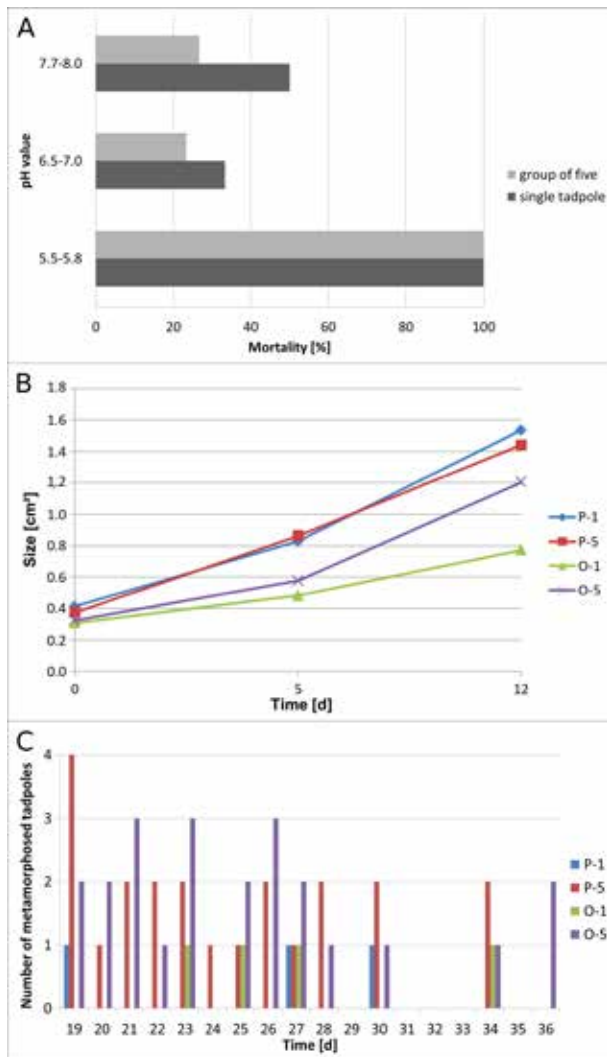 A
7.7-8.0
6.5-7.0
5.5-5.8
pH value
0 20 40 60 80 100
Mortality [%]
group of five
single tadpole
B
1.8
1.6
1.4
1,2
1.0
0.8
0.6
0.4
0.2
0.0
Size [cm²]
0 5 12
Time [d]
P-1
P-5
O-1
O-5
C
4
3
2
1
0
Number of metamorphosed tadpoles
19 20 21 22 23 24 25 26 27 28 29 30 31 32 33 34 35 36
Time [d]
P-1
P-5
O-1
O-5